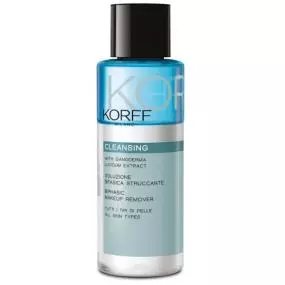 KOR
KORFF
MILANO
CLEANSING
WITH GANODERMA
LUCIDUM EXTRACT
SOLUZIONE
BIFASICA STRUCCANTE
BIPHASIC
MAKEUP REMOVER
TUTTI I TIPI DI PELLE
ALL SKIN TYPES